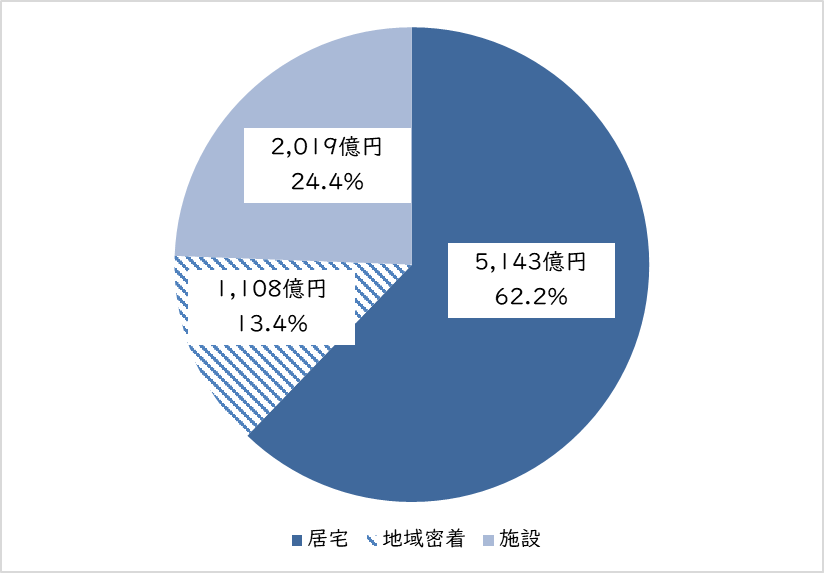 2,019億円
24.4%
5,143億円
62.2%
1,108億円
13.4%
居宅 地域密着 施設